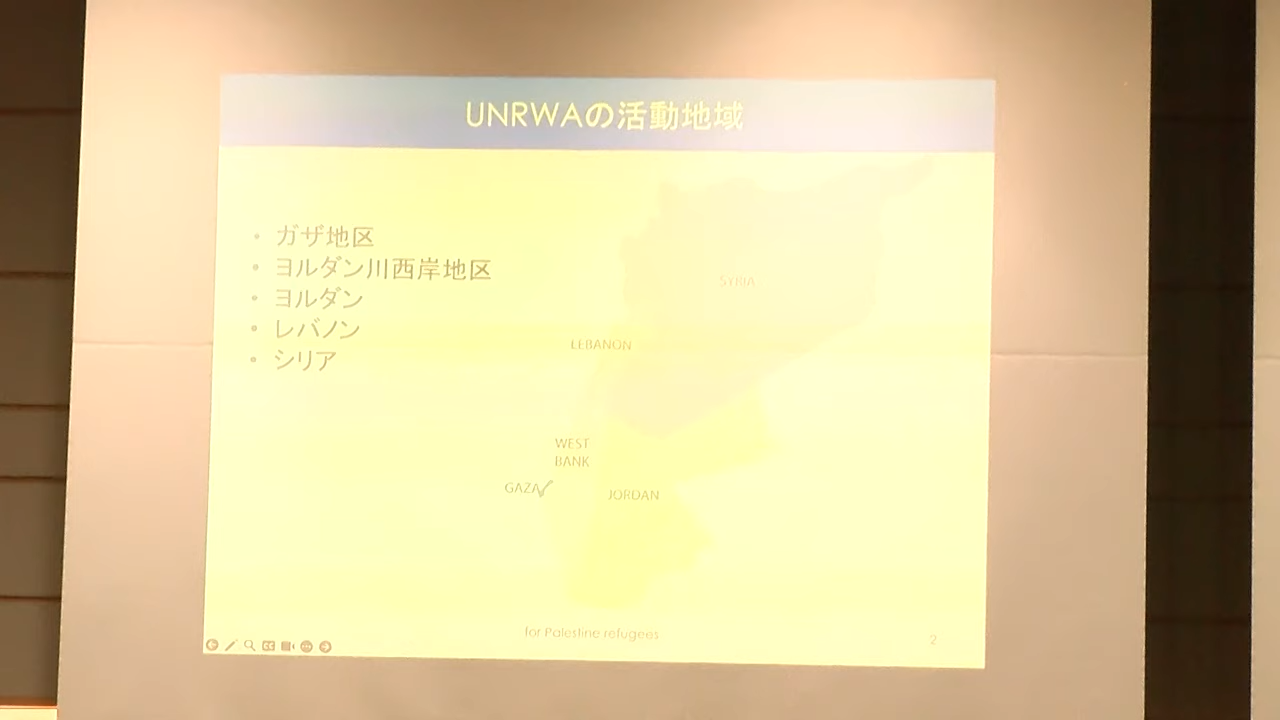 UNRWAの活動地域
• ガザ地区
• ヨルダン川西岸地区
• ヨルダン
• レバノン
• シリア
SYRIA
LEBANON
WEST
BANK
GAZA
JORDAN
for Palestine refugees
2